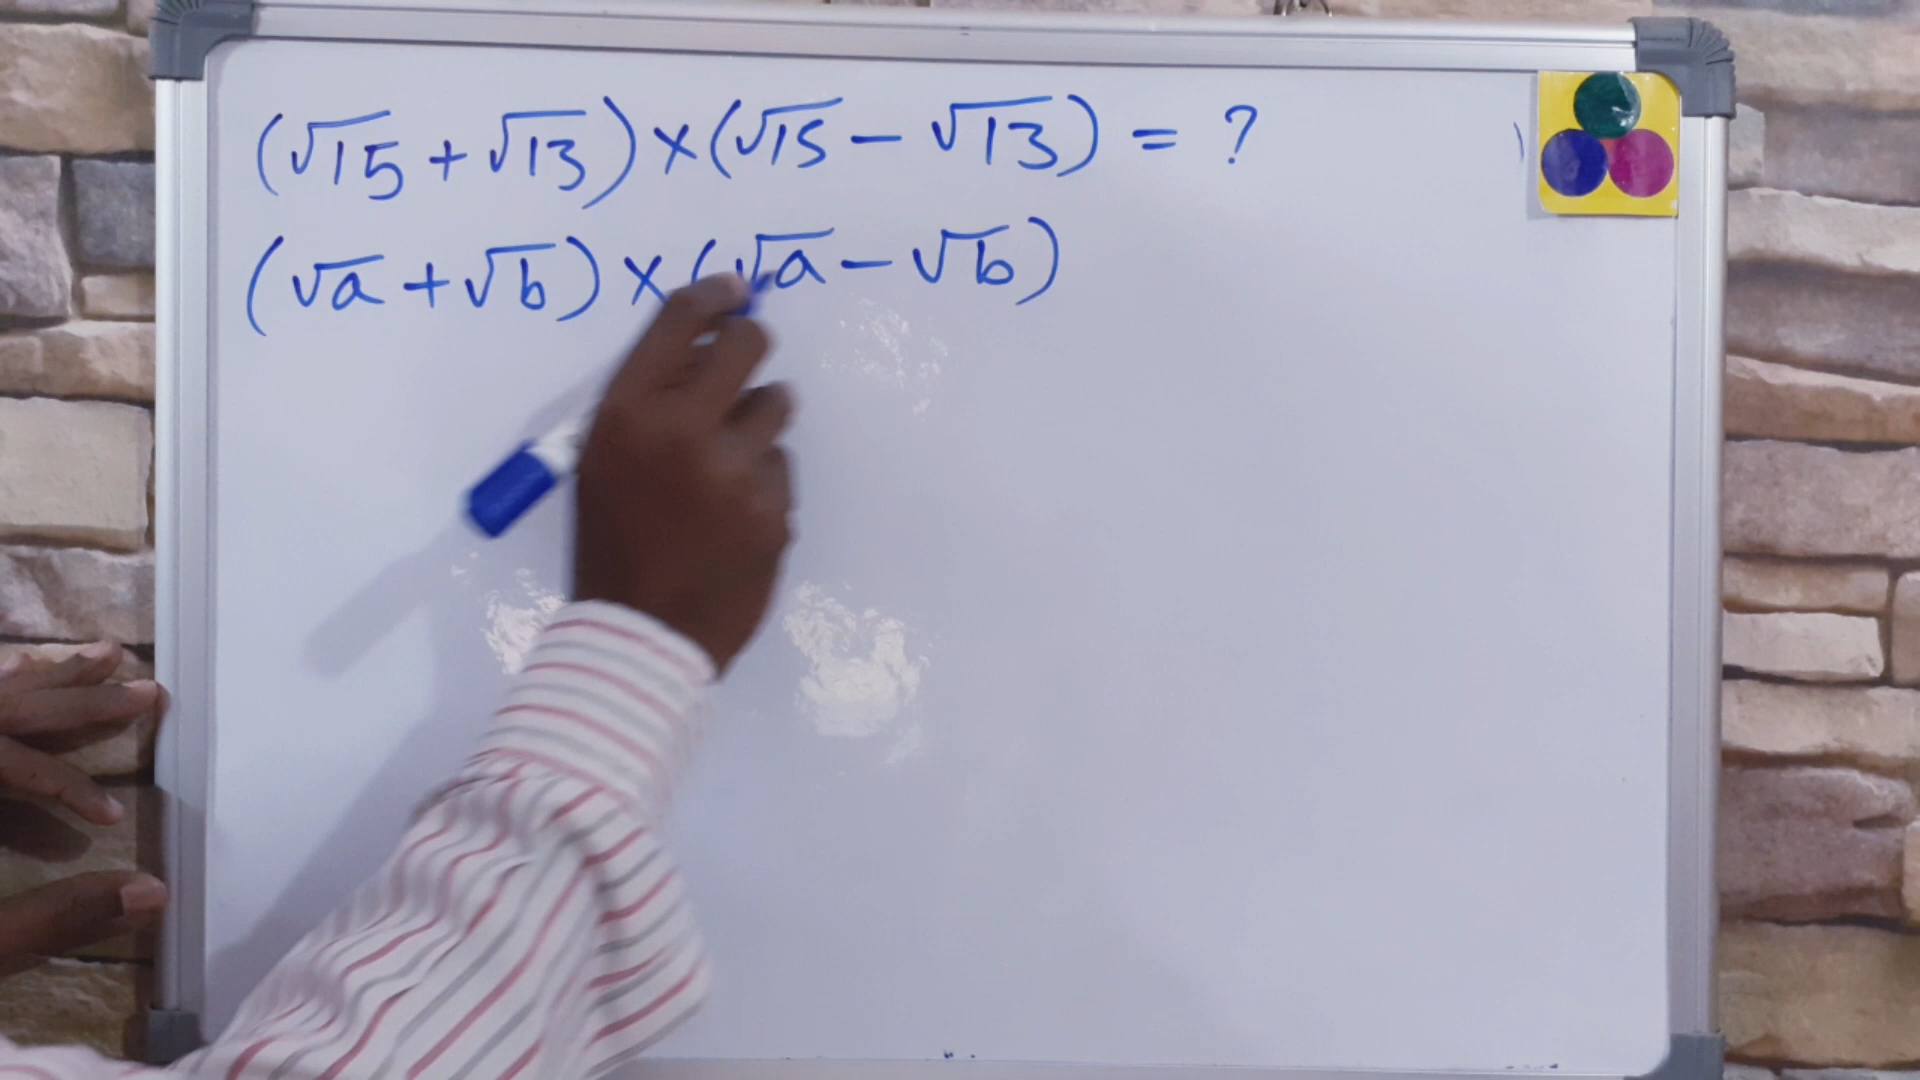 (√15 + √13) × (√15 − √13) = ?
(√a + √b) × (√a − √b)